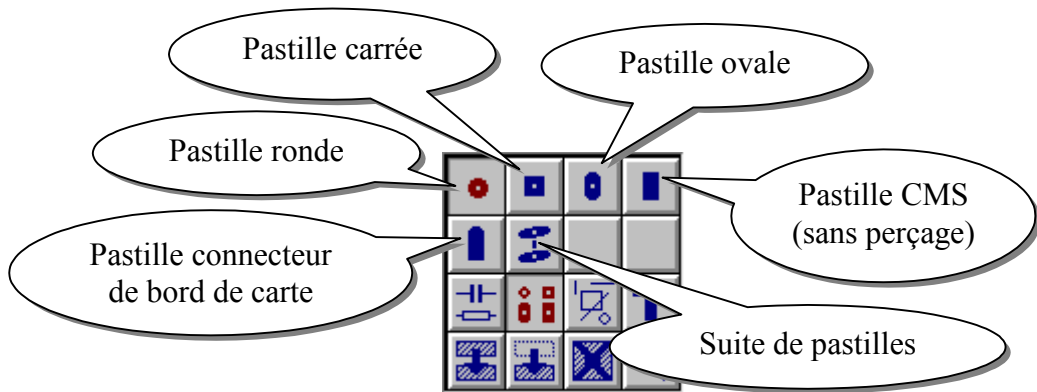 Pastille carrée
Pastille ovale
Pastille ronde
Pastille CMS
(sans perçage)
Pastille connecteur
de bord de carte
Suite de pastilles